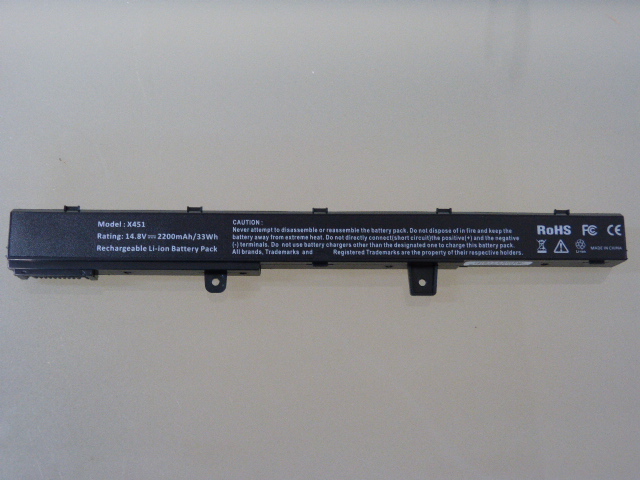 Model : X451
Rating: 14.8V⎓2200mAh/33Wh
Rechargeable Li-ion Battery Pack
CAUTION :
Never attempt to disassemble or reassemble the battery pack. Do not dispose of in fire and keep the
battery away from extreme heat. Do not directly connect(short circuit)the positive(+) and the negative
(-) terminals. Do not use battery chargers other than the designated one to charge this battery pack.
All brands, Trademarks and Registered Trademarks are the property of their respective holders.
RoHS FC CE
Li-ion
MADE IN CHINA